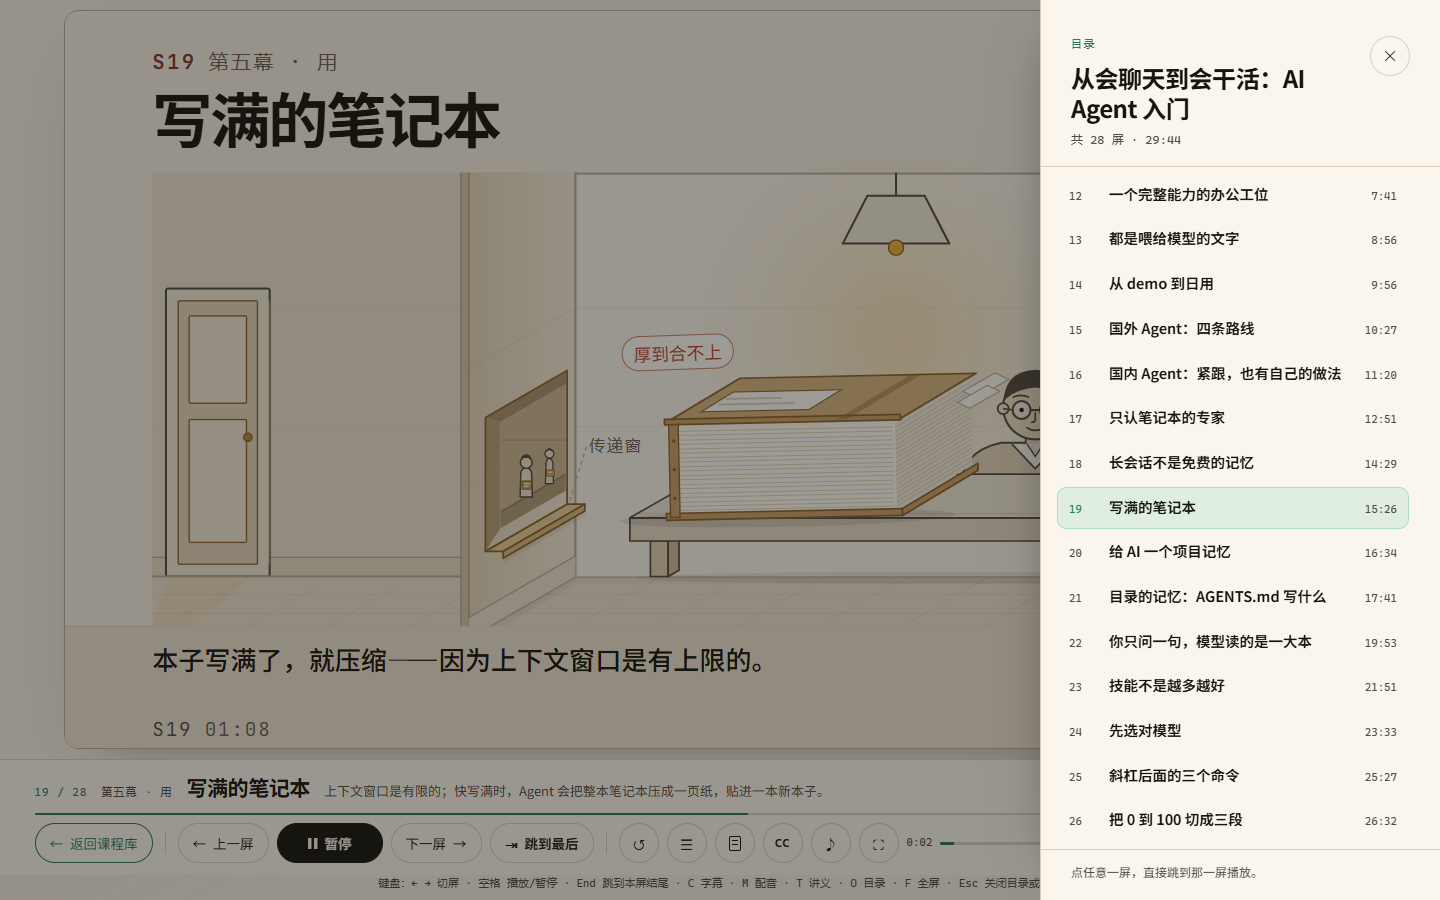 S19 第五幕 · 用
写满的笔记本
厚到合不上
传递窗
本子写满了，就压缩——因为上下文窗口是有上限的。
S19 01:08
19 / 28 第五幕 · 用 写满的笔记本 上下文窗口是有限的；快写满时，Agent 会把整本笔记本压成一页纸，贴进一本新本子。
← 返回课程库 ← 上一屏 暂停 下一屏 → ⇥ 跳到最后 ↺ ☰ CC ♪ 0:02
键盘：← → 切屏 · 空格 播放/暂停 · End 跳到本屏结尾 · C 字幕 · M 配音 · T 讲义 · O 目录 · F 全屏 · Esc 关闭目录或
目录
从会聊天到会干活：AI
Agent 入门
共 28 屏 · 29:44
12 一个完整能力的办公工位 7:41
13 都是喂给模型的文字 8:56
14 从 demo 到日用 9:56
15 国外 Agent：四条路线 10:27
16 国内 Agent：紧跟，也有自己的做法 11:20
17 只认笔记本的专家 12:51
18 长会话不是免费的记忆 14:29
19 写满的笔记本 15:26
20 给 AI 一个项目记忆 16:34
21 目录的记忆：AGENTS.md 写什么 17:41
22 你只问一句，模型读的是一大本 19:53
23 技能不是越多越好 21:51
24 先选对模型 23:33
25 斜杠后面的三个命令 25:27
26 把 0 到 100 切成三段 26:32
点任意一屏，直接跳到那一屏播放。